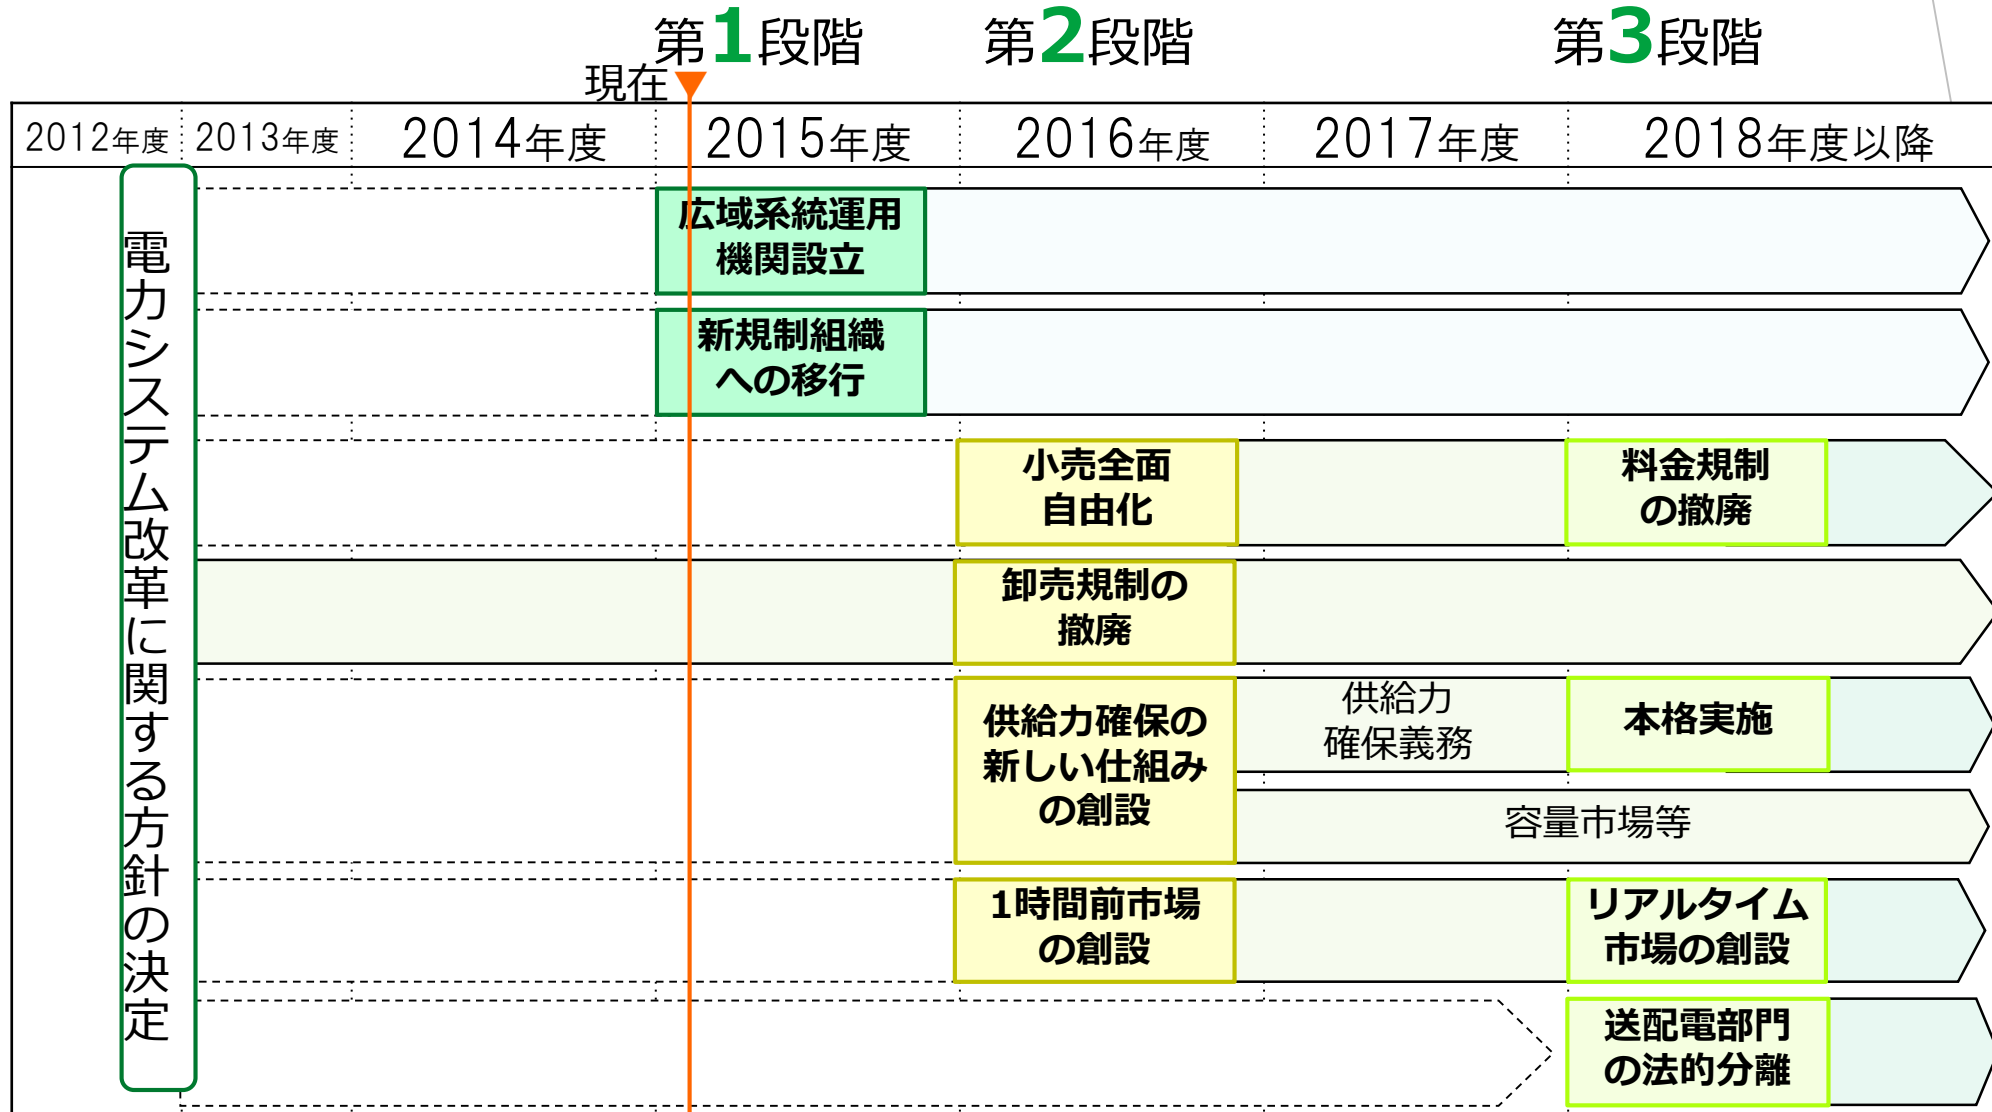 第1段階
第2段階
第3段階
現在
2012年度
2013年度
2014年度
2015年度
2016年度
2017年度
2018年度以降
電力システム改革に関する方針の決定
広域系統運用
機関設立
新規制組織
への移行
小売全面
自由化
料金規制
の撤廃
卸売規制の
撤廃
供給力確保の
新しい仕組み
の創設
供給力
確保義務
本格実施
容量市場等
1時間前市場
の創設
リアルタイム
市場の創設
送配電部門
の法的分離